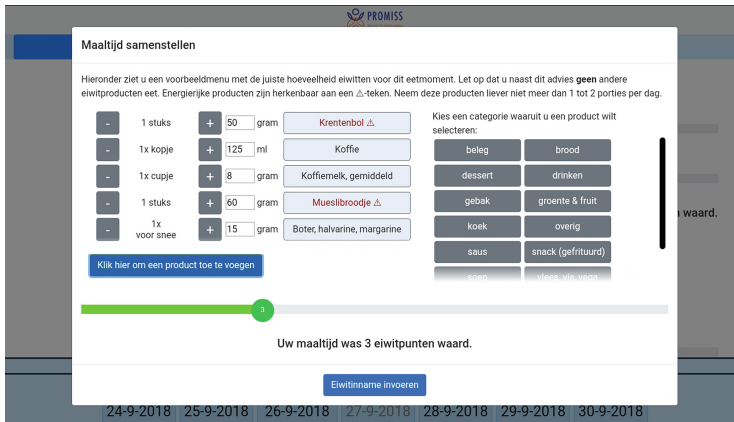 PROMISS
Maaltijd samenstellen
Hieronder ziet u een voorbeeldmenu met de juiste hoeveelheid eiwitten voor dit eetmoment. Let op dat u naast dit advies geen andere
eiwitproducten eet. Energierijke producten zijn herkenbaar aan een ⚠-teken. Neem deze producten liever niet meer dan 1 tot 2 porties per dag.
- 1 stuks + 50 gram Krentenbol ⚠
- 1x kopje + 125 ml Koffie
- 1x cupje + 8 gram Koffiemelk, gemiddeld
- 1 stuks + 60 gram Mueslibroodje ⚠
- 1x voor snee + 15 gram Boter, halvarine, margarine
Klik hier om een product toe te voegen
Kies een categorie waaruit u een product wilt
selecteren:
beleg brood
dessert drinken
gebak groente & fruit
koek overig
saus snack (gefrituurd)
soep vlees, vis, vega
n waard.
3
Uw maaltijd was 3 eiwitpunten waard.
Eiwitinname invoeren
24-9-2018 25-9-2018 26-9-2018 27-9-2018 28-9-2018 29-9-2018 30-9-2018